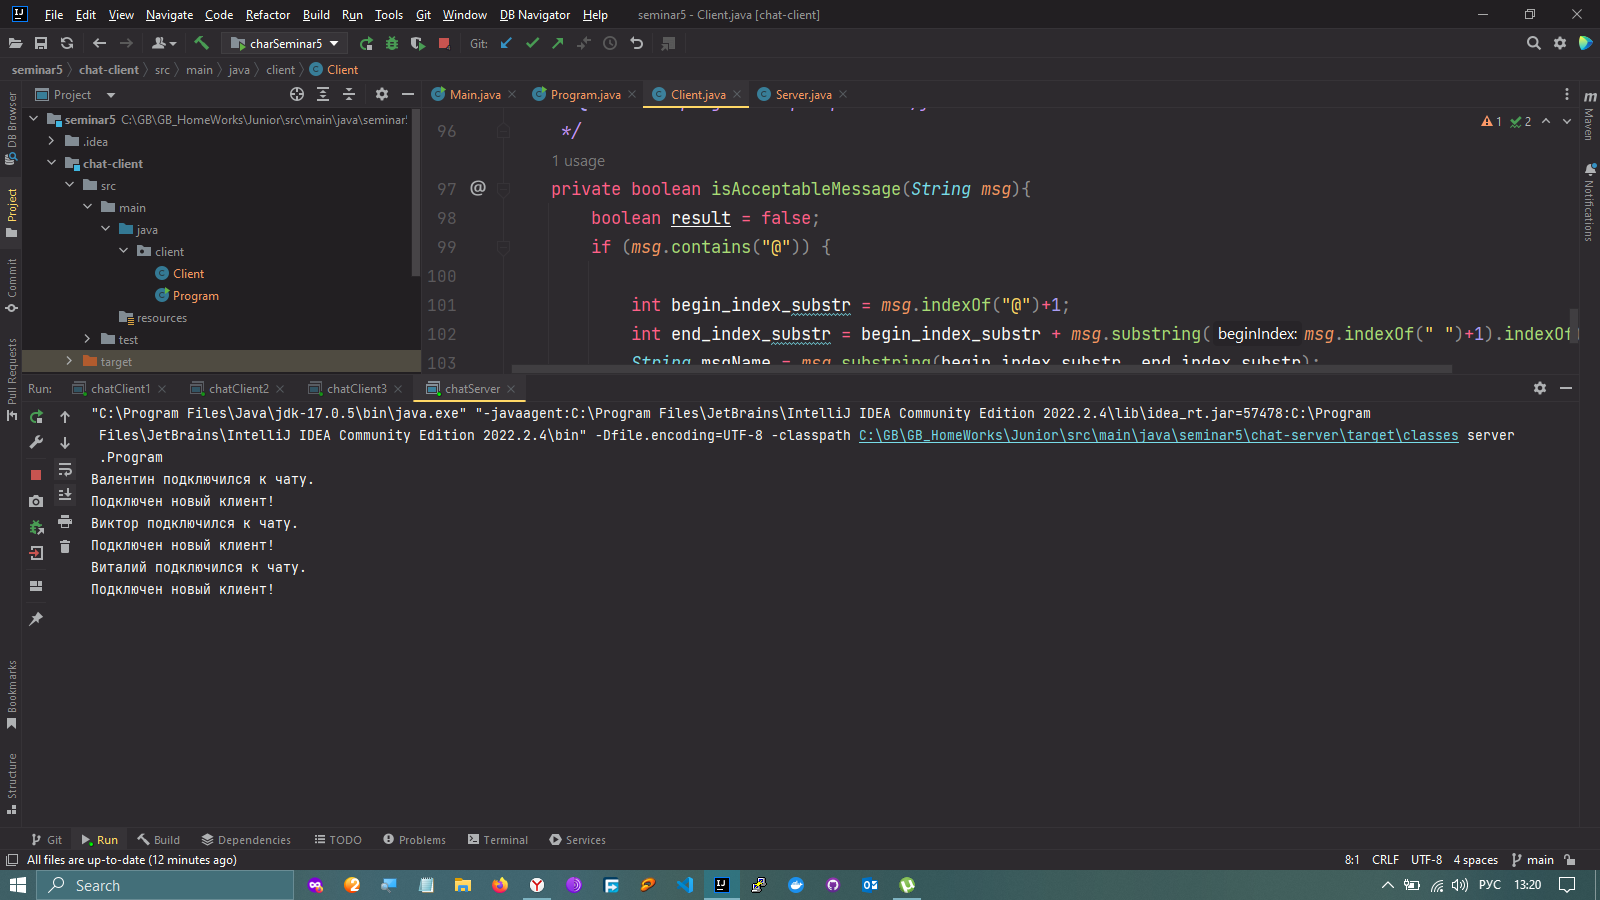 File Edit View Navigate Code Refactor Build Run Tools Git Window DB Navigator Help seminar5 - Client.java [chat-client]
charSeminar5 Git:
seminar5 chat-client src main java client Client
Project Main.java Program.java Client.java Server.java
seminar5 C:\GB\GB_HomeWorks\Junior\src\main\java\seminar5
.idea
chat-client
src
main
java
client
Client
Program
resources
test
target
96 */
1 usage
97 @ private boolean isAcceptableMessage(String msg){
98 boolean result = false;
99 if (msg.contains("@")) {
100
101 int begin_index_substr = msg.indexOf("@")+1;
102 int end_index_substr = begin_index_substr + msg.substring( beginIndex: msg.indexOf(" ")+1).indexOf
103 String msgName = msg.substring(begin_index_substr, end_index_substr);
1 2
DB Browser
Project
Commit
Pull Requests
Bookmarks
Structure
m
Maven
Notifications
Run: chatClient1 chatClient2 chatClient3 chatServer
"C:\Program Files\Java\jdk-17.0.5\bin\java.exe" "-javaagent:C:\Program Files\JetBrains\IntelliJ IDEA Community Edition 2022.2.4\lib\idea_rt.jar=57478:C:\Program
Files\JetBrains\IntelliJ IDEA Community Edition 2022.2.4\bin" -Dfile.encoding=UTF-8 -classpath C:\GB\GB_HomeWorks\Junior\src\main\java\seminar5\chat-server\target\classes server
.Program
Валентин подключился к чату.
Подключен новый клиент!
Виктор подключился к чату.
Подключен новый клиент!
Виталий подключился к чату.
Подключен новый клиент!
Git Run Build Dependencies TODO Problems Terminal Services
All files are up-to-date (12 minutes ago) 8:1 CRLF UTF-8 4 spaces main
Search РУС 13:20